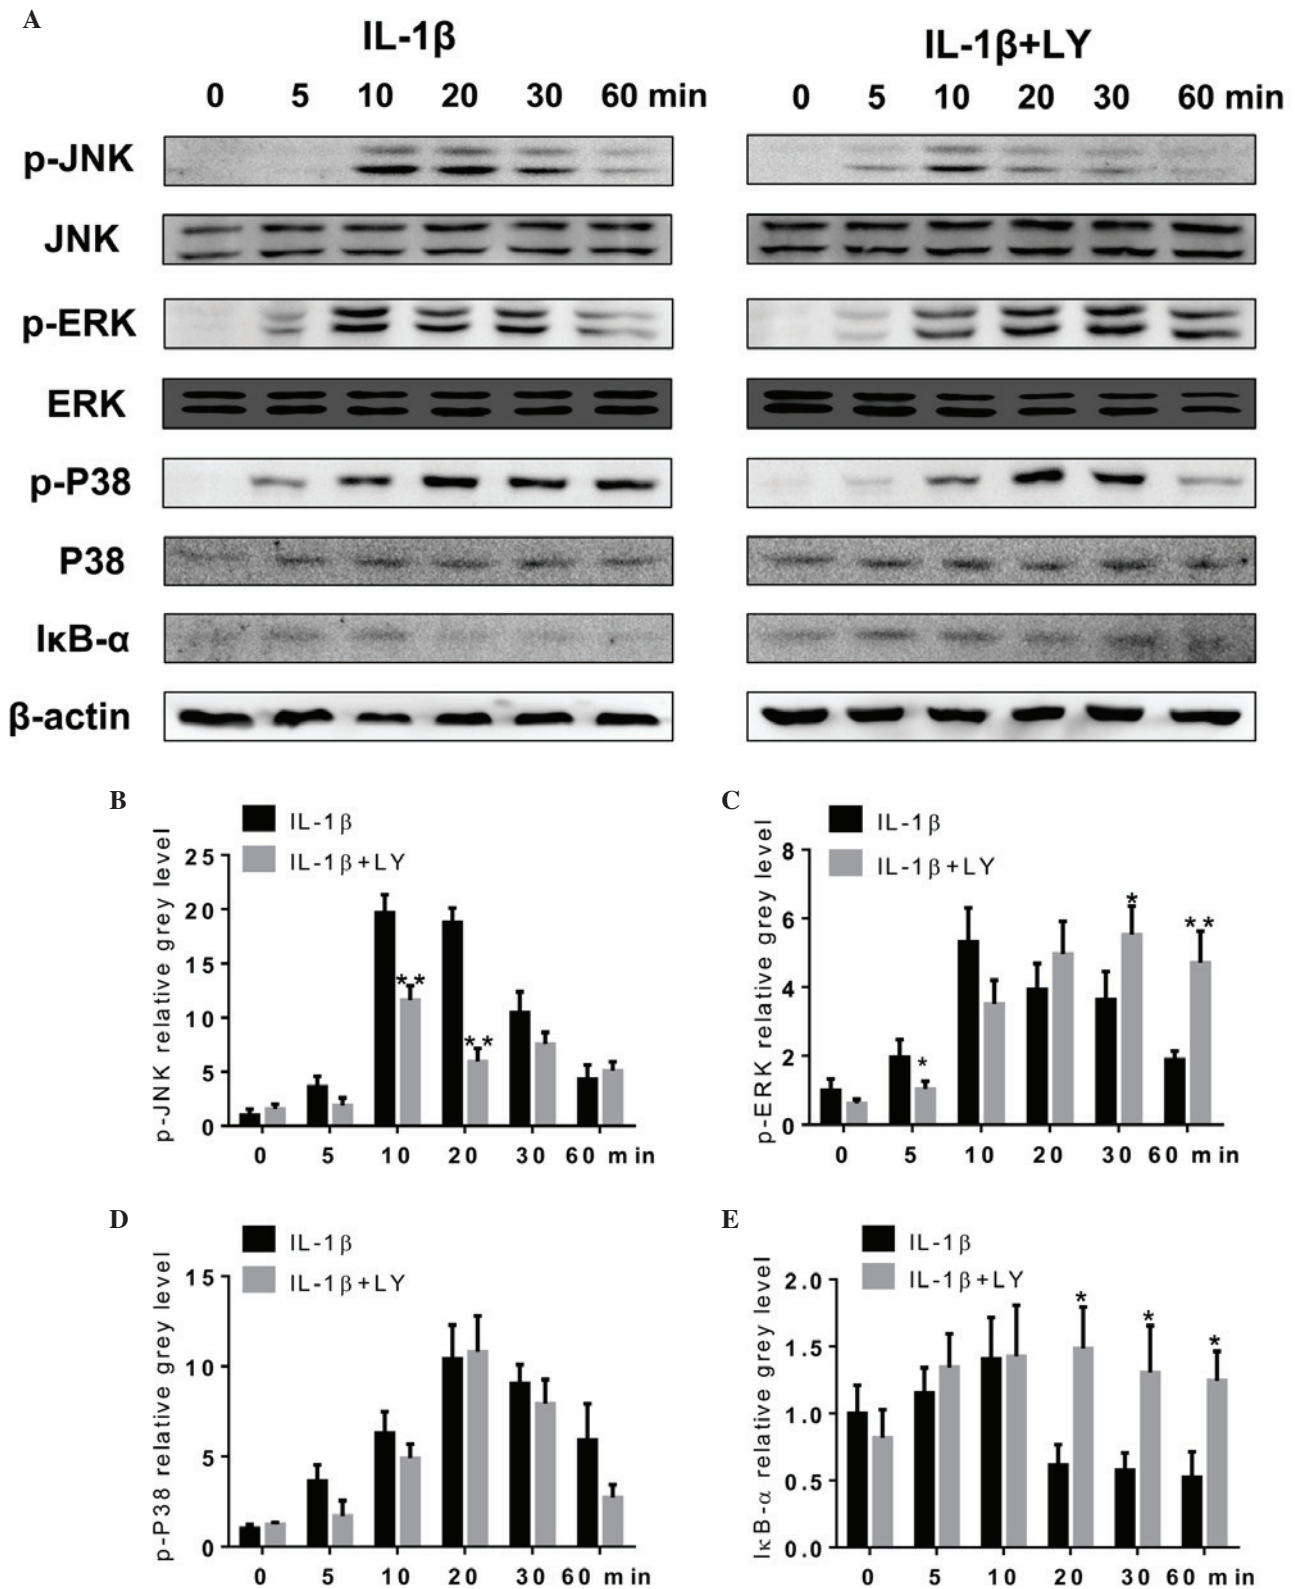 A
IL-1β
IL-1β+LY
0 5 10 20 30 60 min
0 5 10 20 30 60 min
p-JNK
JNK
p-ERK
ERK
p-P38
P38
IκB-α
β-actin
B
IL-1β
IL-1β+LY
p-JNK relative grey level
25
20
15
10
5
0
** **
0 5 10 20 30 60 min
C
IL-1β
IL-1β+LY
p-ERK relative grey level
8
6
4
2
0
* * **
0 5 10 20 30 60 min
D
IL-1β
IL-1β+LY
p-P38 relative grey level
15
10
5
0
0 5 10 20 30 60 min
E
IL-1β
IL-1β+LY
IκB-α relative grey level
2.0
1.5
1.0
0.5
0.0
* * *
0 5 10 20 30 60 min